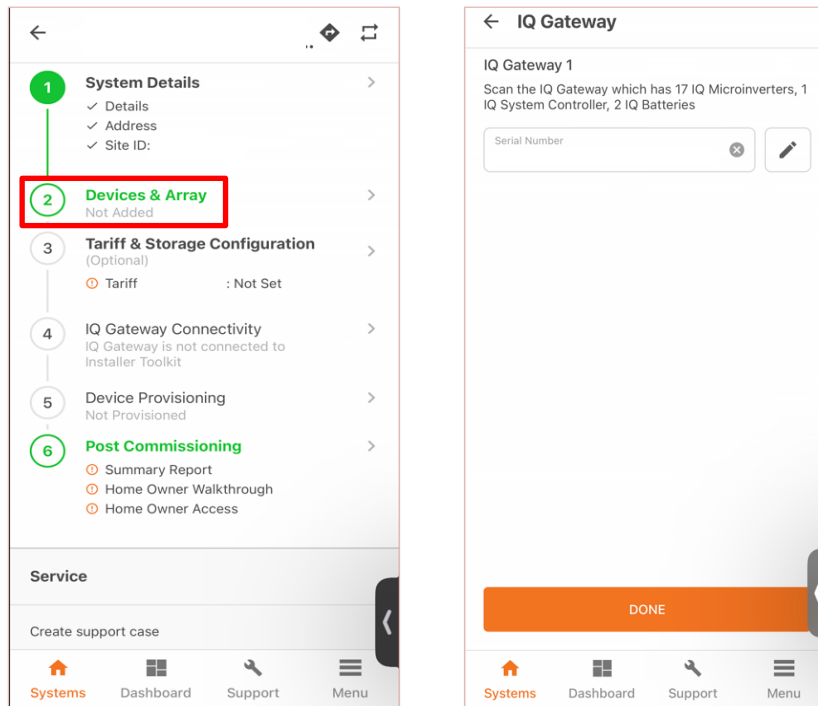 1
System Details
Details
Address
Site ID:
2
Devices & Array
Not Added
3
Tariff & Storage Configuration
(Optional)
Tariff : Not Set
4
IQ Gateway Connectivity
IQ Gateway is not connected to
Installer Toolkit
5
Device Provisioning
Not Provisioned
6
Post Commissioning
Summary Report
Home Owner Walkthrough
Home Owner Access
Service
Create support case
Systems Dashboard Support Menu
IQ Gateway
IQ Gateway 1
Scan the IQ Gateway which has 17 IQ Microinverters, 1
IQ System Controller, 2 IQ Batteries
Serial Number
DONE
Systems Dashboard Support Menu